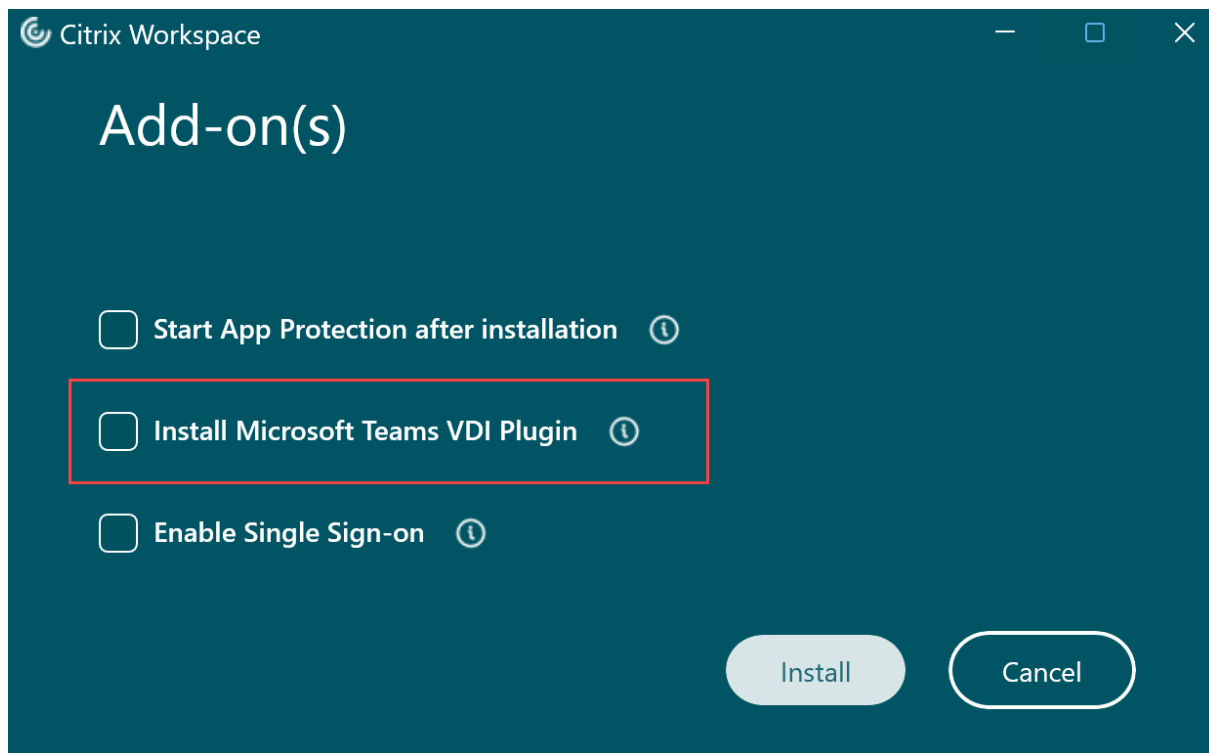 Citrix Workspace
Add-on(s)
Start App Protection after installation
Install Microsoft Teams VDI Plugin
Enable Single Sign-on
Install
Cancel